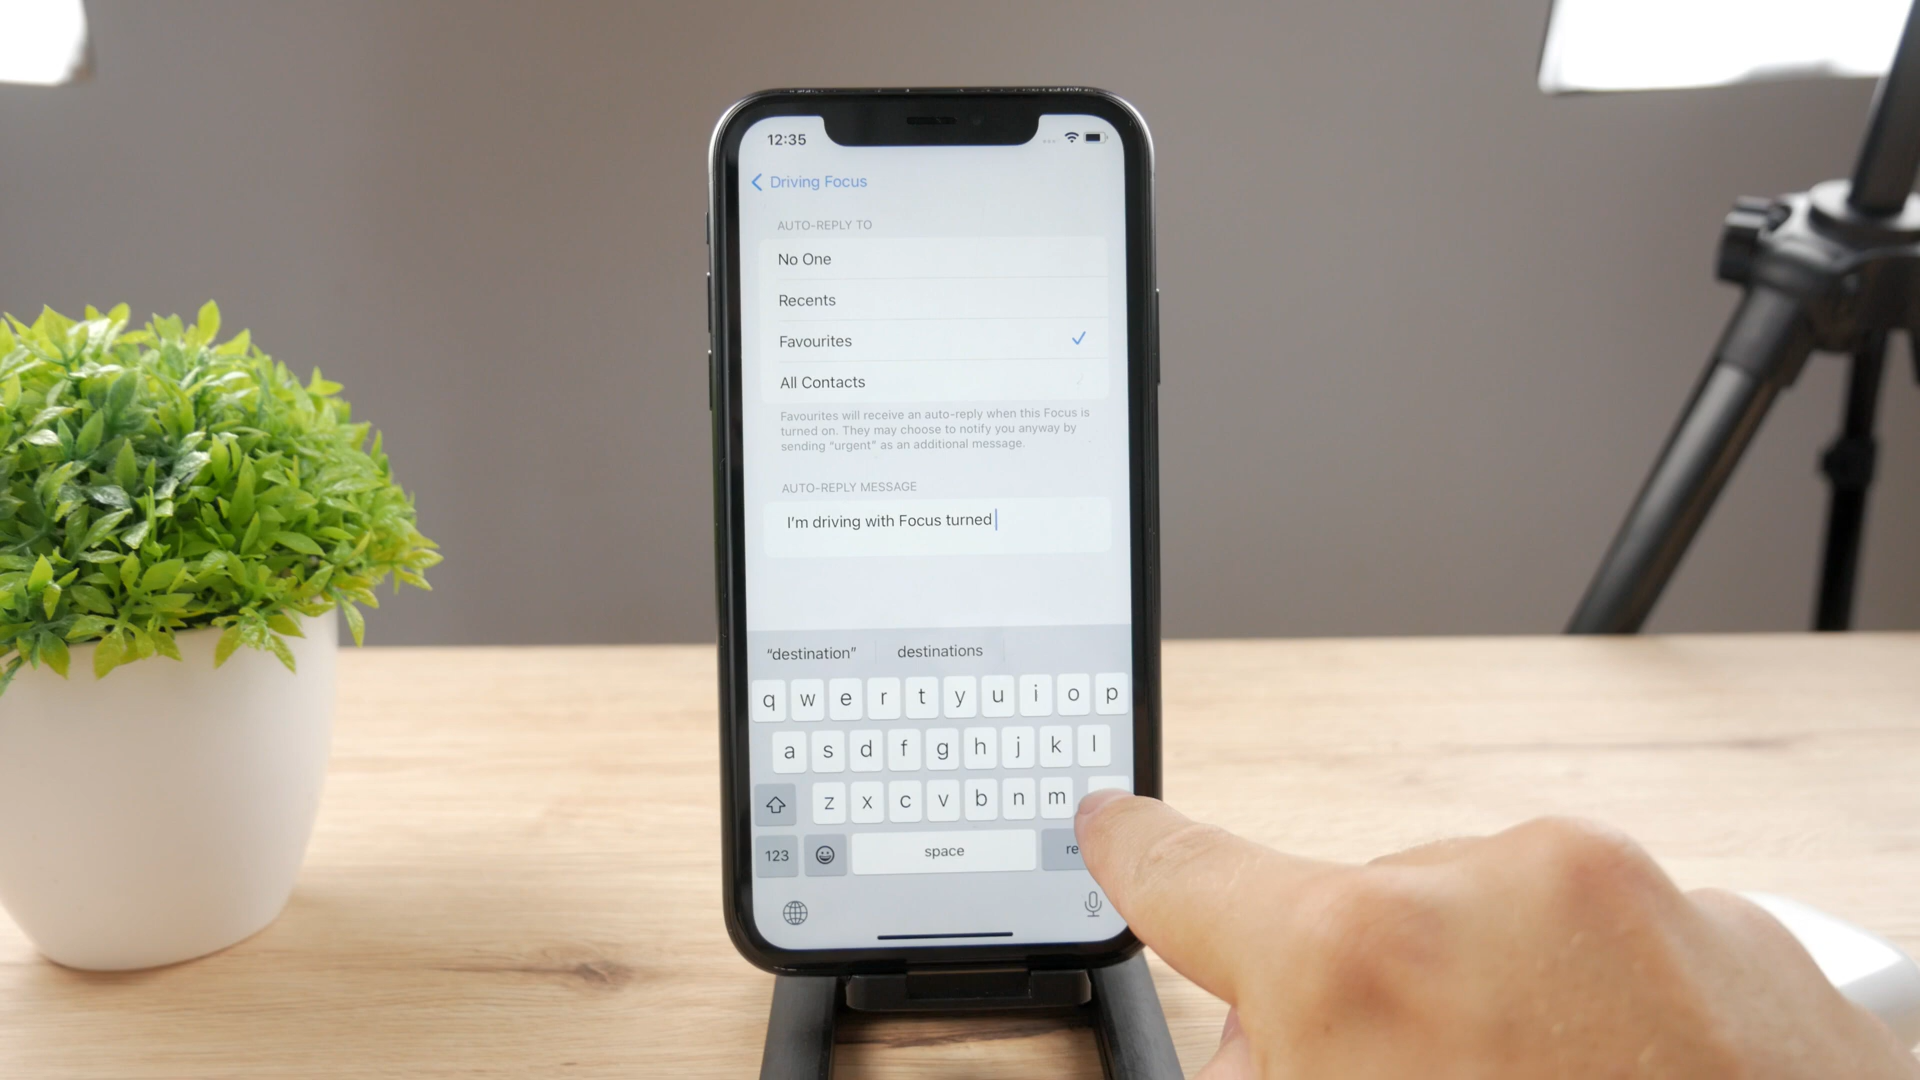 12:35
Driving Focus
AUTO-REPLY TO
No One
Recents
Favourites
All Contacts
Favourites will receive an auto-reply when this Focus is
turned on. They may choose to notify you anyway by
sending “urgent” as an additional message.
AUTO-REPLY MESSAGE
I’m driving with Focus turned
“destination” destinations
q w e r t y u i o p
a s d f g h j k l
z x c v b n m
123 space re